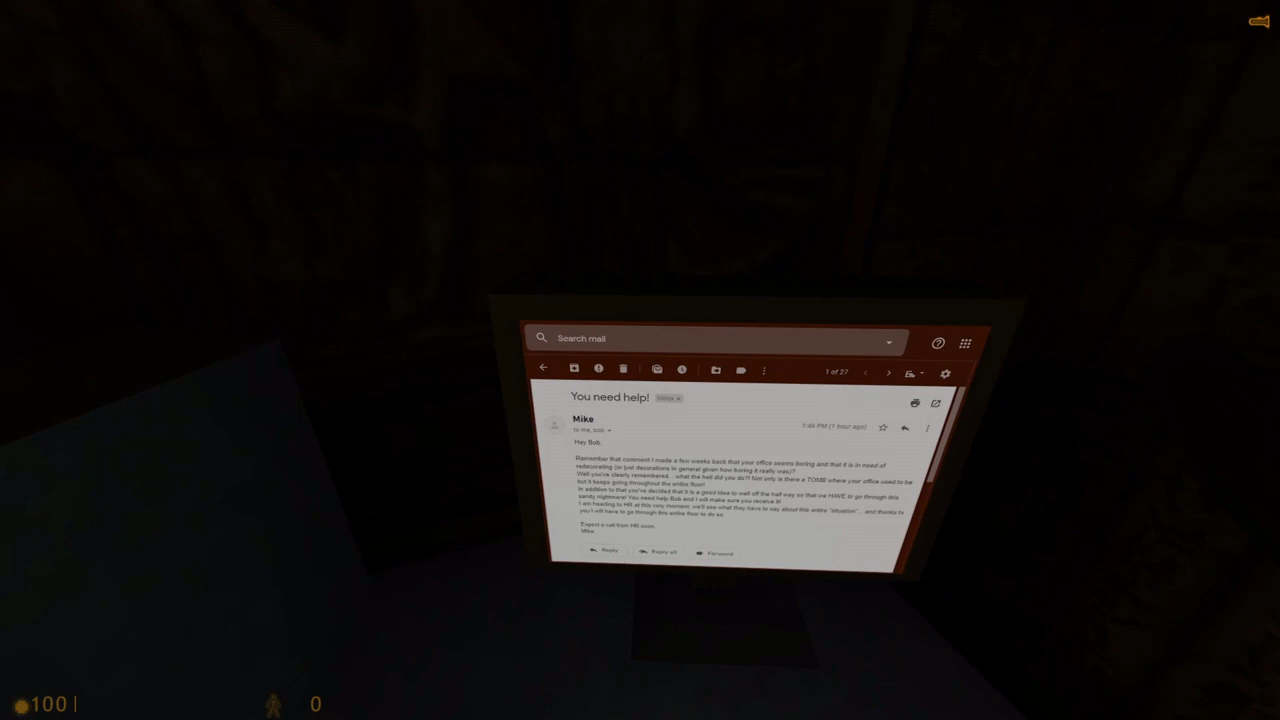 Search mail
1 of 27
You need help! Inbox x
Mike
1:45 PM (1 hour ago)
to me, bob
Hey Bob,
Remember that comment I made a few weeks back that your office seems boring and that it is in need of
redecorating (or just decorations in general given how boring it really was)?
Well you've clearly remembered... what the hell did you do?! Not only is there a TOMB where your office used to be
but it keeps going throughout the entire floor!
In addition to that you've decided that it is a good idea to wall off the hall way so that we HAVE to go through this
sandy nightmare! You need help Bob and I will make sure you receive it!
I am heading to HR at this very moment, we'll see what they have to say about this entire "situation"... and thanks to
you I will have to go through this entire floor to do so.
Expect a call from HR soon.
Mike
Reply
Reply all
Forward
100
0